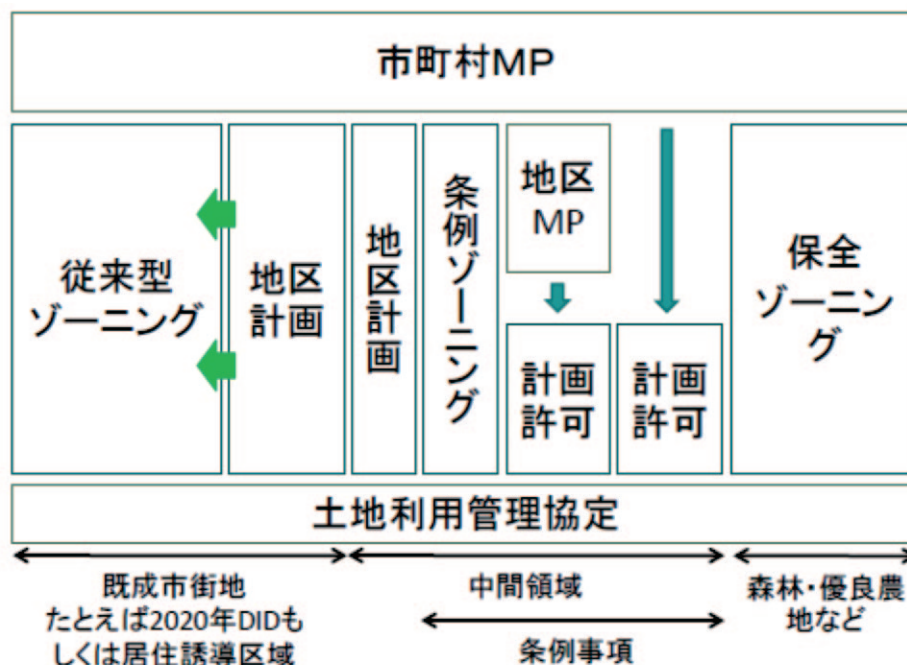 市町村MP
従来型
ゾーニング
地区
計画
地区計画
条例ゾーニング
地区
MP
計画
許可
計画
許可
保全
ゾーニン
グ
土地利用管理協定
既成市街地
たとえば2020年DIDも
しくは居住誘導区域
中間領域
条例事項
森林・優良農
地など